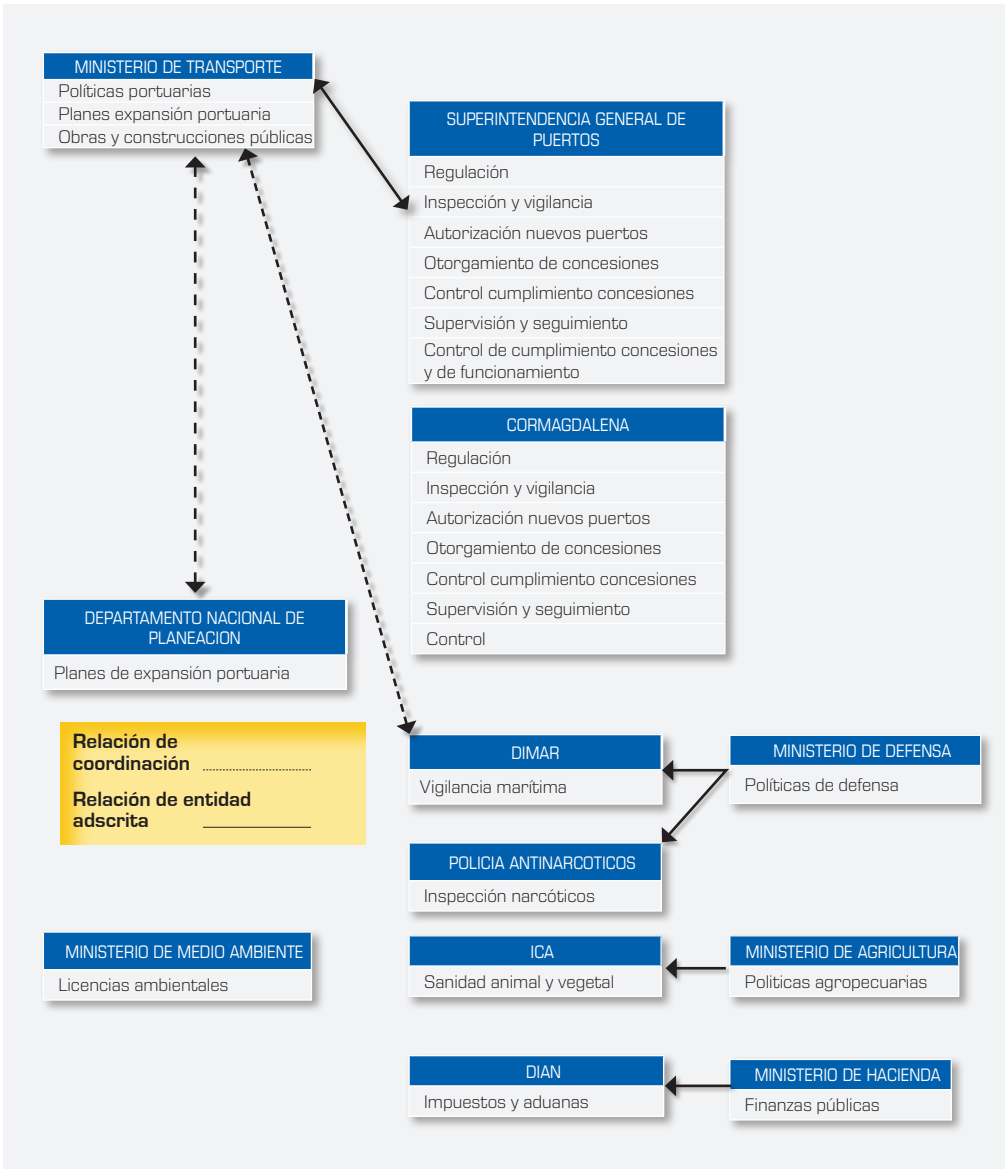 MINISTERIO DE TRANSPORTE
Políticas portuarias
Planes expansión portuaria
Obras y construcciones públicas
SUPERINTENDENCIA GENERAL DE
PUERTOS
Regulación
Inspección y vigilancia
Autorización nuevos puertos
Otorgamiento de concesiones
Control cumplimiento concesiones
Supervisión y seguimiento
Control de cumplimiento concesiones
y de funcionamiento
CORMAGDALENA
Regulación
Inspección y vigilancia
Autorización nuevos puertos
Otorgamiento de concesiones
Control cumplimiento concesiones
Supervisión y seguimiento
Control
DEPARTAMENTO NACIONAL DE
PLANEACION
Planes de expansión portuaria
Relación de
coordinación
Relación de entidad
adscrita
DIMAR
Vigilancia marítima
MINISTERIO DE DEFENSA
Políticas de defensa
POLICIA ANTINARCOTICOS
Inspección narcóticos
MINISTERIO DE MEDIO AMBIENTE
Licencias ambientales
ICA
Sanidad animal y vegetal
MINISTERIO DE AGRICULTURA
Politicas agropecuarias
DIAN
Impuestos y aduanas
MINISTERIO DE HACIENDA
Finanzas públicas